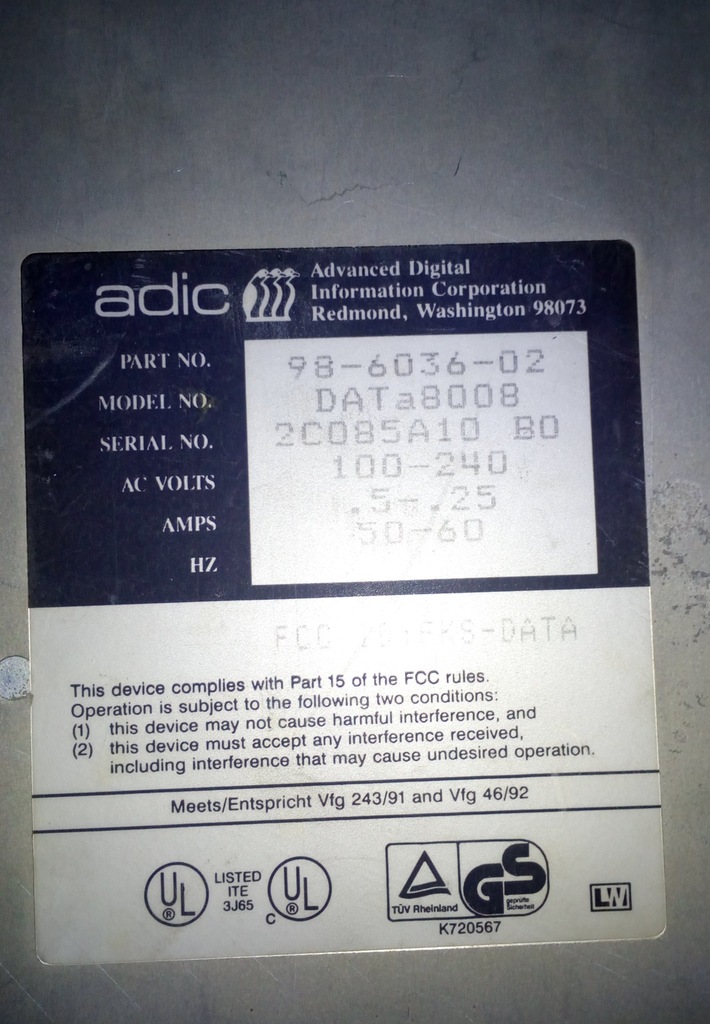 adic Advanced Digital
Information Corporation
Redmond, Washington 98073
PART NO. 98-6036-02
MODEL NO. DATa8008
SERIAL NO. 2C085A10 B0
AC VOLTS 100-240
AMPS .5-.25
HZ 50-60
FCC
This device complies with Part 15 of the FCC rules.
Operation is subject to the following two conditions:
(1) this device may not cause harmful interference, and
(2) this device must accept any interference received,
including interference that may cause undesired operation.
Meets/Entspricht Vfg 243/91 and Vfg 46/92
UL ®
LISTED
ITE
3J65
C UL ®
TÜV Rheinland
GS
geprüfte
Sicherheit
K720567
LW